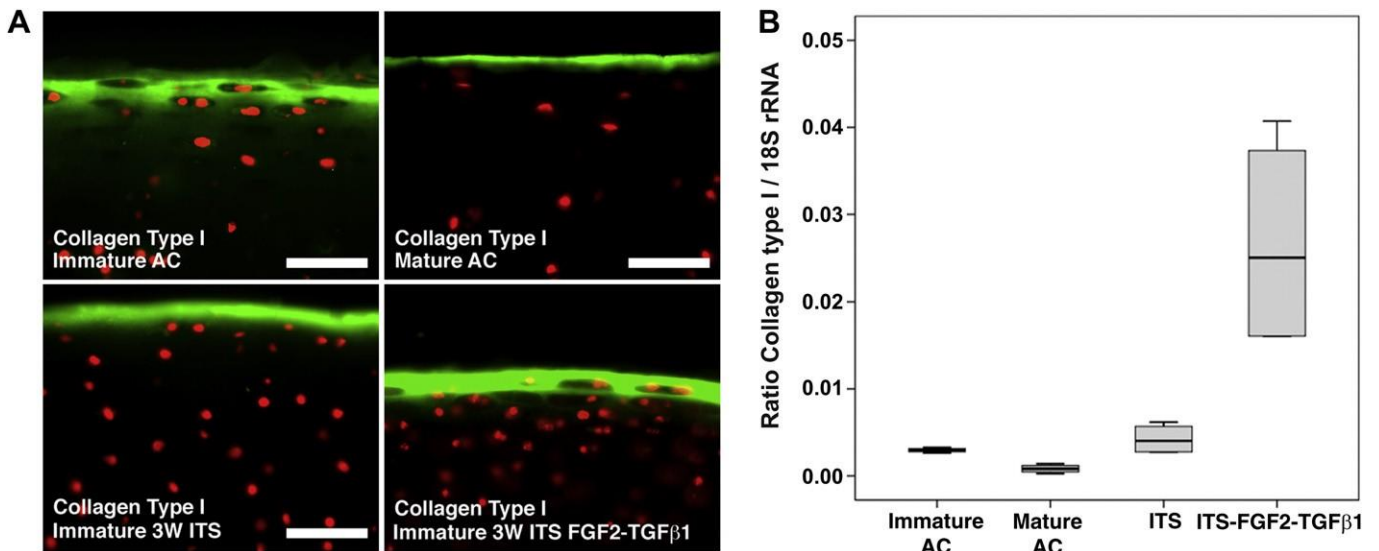 A
Collagen Type I
Immature AC
Collagen Type I
Mature AC
Collagen Type I
Immature 3W ITS
Collagen Type I
Immature 3W ITS FGF2-TGFβ1
B
Ratio Collagen type I / 18S rRNA
0.05
0.04
0.03
0.02
0.01
0.00
Immature
AC
Mature
AC
ITS
ITS-FGF2-TGFβ1